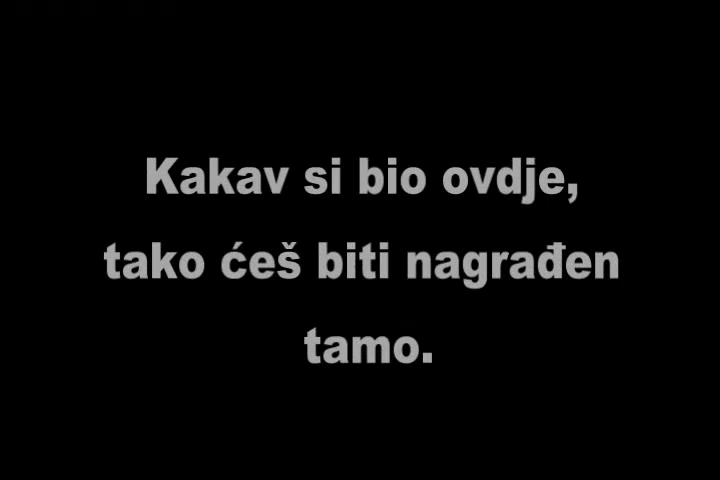 Kakav si bio ovdje,
tako ćeš biti nagrađen
tamo.